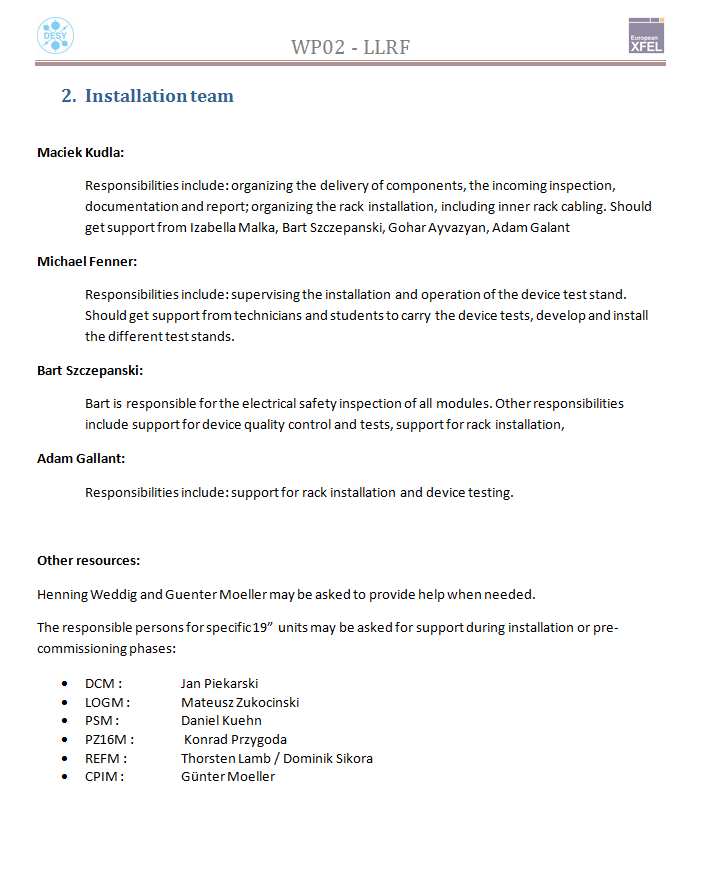 DESY
WP02 - LLRF
European
XFEL
2. Installation team
Maciek Kudla:
Responsibilities include: organizing the delivery of components, the incoming inspection,
documentation and report; organizing the rack installation, including inner rack cabling. Should
get support from Izabella Malka, Bart Szczepanski, Gohar Ayvazyan, Adam Galant
Michael Fenner:
Responsibilities include: supervising the installation and operation of the device test stand.
Should get support from technicians and students to carry the device tests, develop and install
the different test stands.
Bart Szczepanski:
Bart is responsible for the electrical safety inspection of all modules. Other responsibilities
include support for device quality control and tests, support for rack installation,
Adam Gallant:
Responsibilities include: support for rack installation and device testing.
Other resources:
Henning Weddig and Guenter Moeller may be asked to provide help when needed.
The responsible persons for specific 19” units may be asked for support during installation or pre-
commissioning phases:
• DCM : Jan Piekarski
• LOGM : Mateusz Zukocinski
• PSM : Daniel Kuehn
• PZ16M : Konrad Przygoda
• REFM : Thorsten Lamb / Dominik Sikora
• CPIM : Günter Moeller